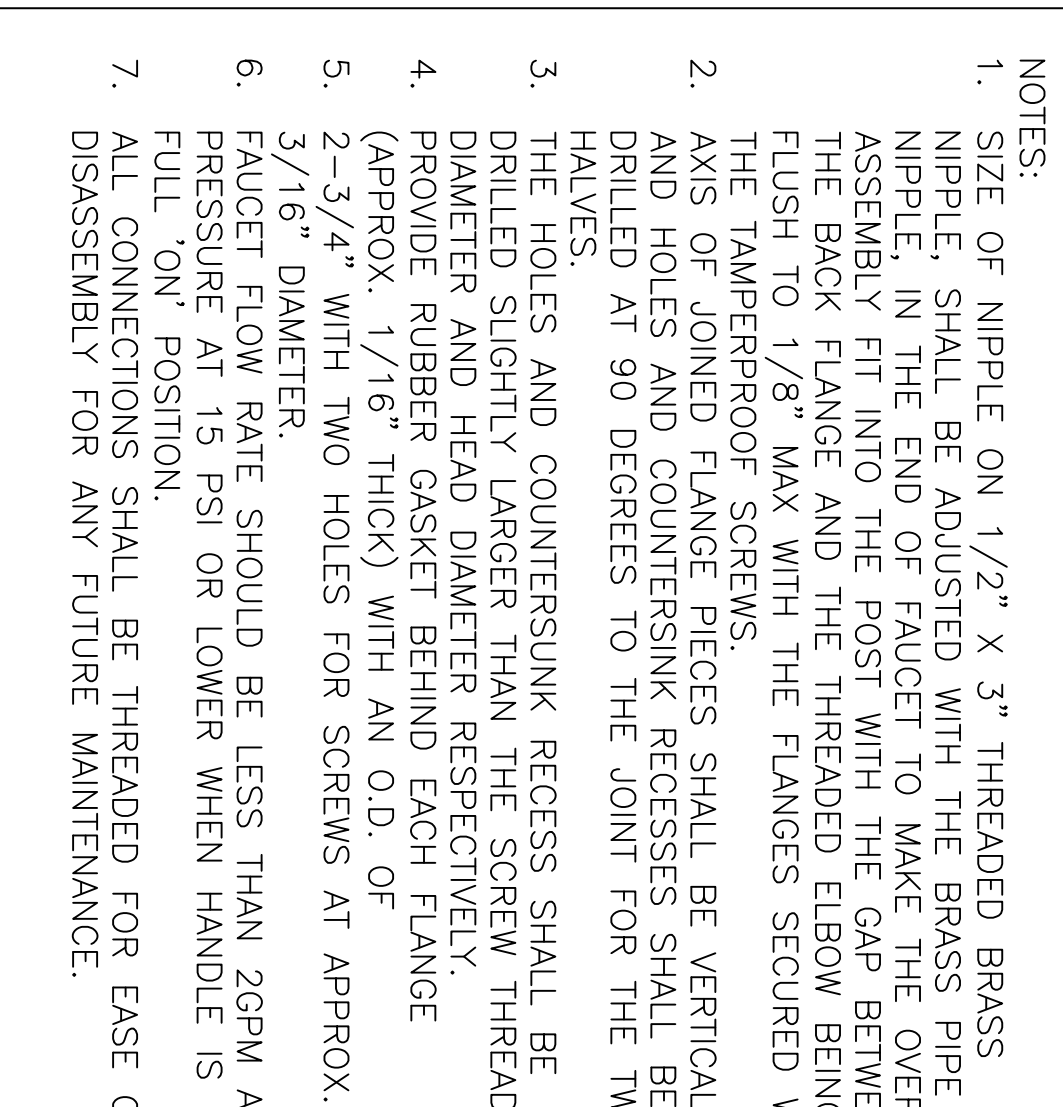 NOTES:
1. SIZE OF NIPPLE ON 1/2" X 3" THREADED BRASS
NIPPLE, SHALL BE ADJUSTED WITH THE BRASS PIPE
NIPPLE, IN THE END OF FAUCET TO MAKE THE
ASSEMBLY FIT INTO THE POST WITH THE GAP
THE BACK FLANGE AND THE THREADED ELBOW BEING
FLUSH TO 1/8" MAX WITH THE FLANGES SECURED
THE TAMPERPROOF SCREWS.
2. AXIS OF JOINED FLANGE PIECES SHALL BE VERTICAL
AND HOLES AND COUNTERSINK RECESSES SHALL BE
DRILLED AT 90 DEGREES TO THE JOINT FOR THE
HALVES.
3. THE HOLES AND COUNTERSUNK RECESS SHALL BE
DRILLED SLIGHTLY LARGER THAN THE SCREW THREAD
DIAMETER AND HEAD DIAMETER RESPECTIVELY.
4. PROVIDE RUBBER GASKET BEHIND EACH FLANGE
(APPROX. 1/16" THICK) WITH AN O.D. OF
5. 2-3/4" WITH TWO HOLES FOR SCREWS AT APPROX.
3/16" DIAMETER.
6. FAUCET FLOW RATE SHOULD BE LESS THAN 2GPM
PRESSURE AT 15 PSI OR LOWER WHEN HANDLE IS
FULL 'ON' POSITION.
7. ALL CONNECTIONS SHALL BE THREADED FOR EASE
DISASSEMBLY FOR ANY FUTURE MAINTENANCE.